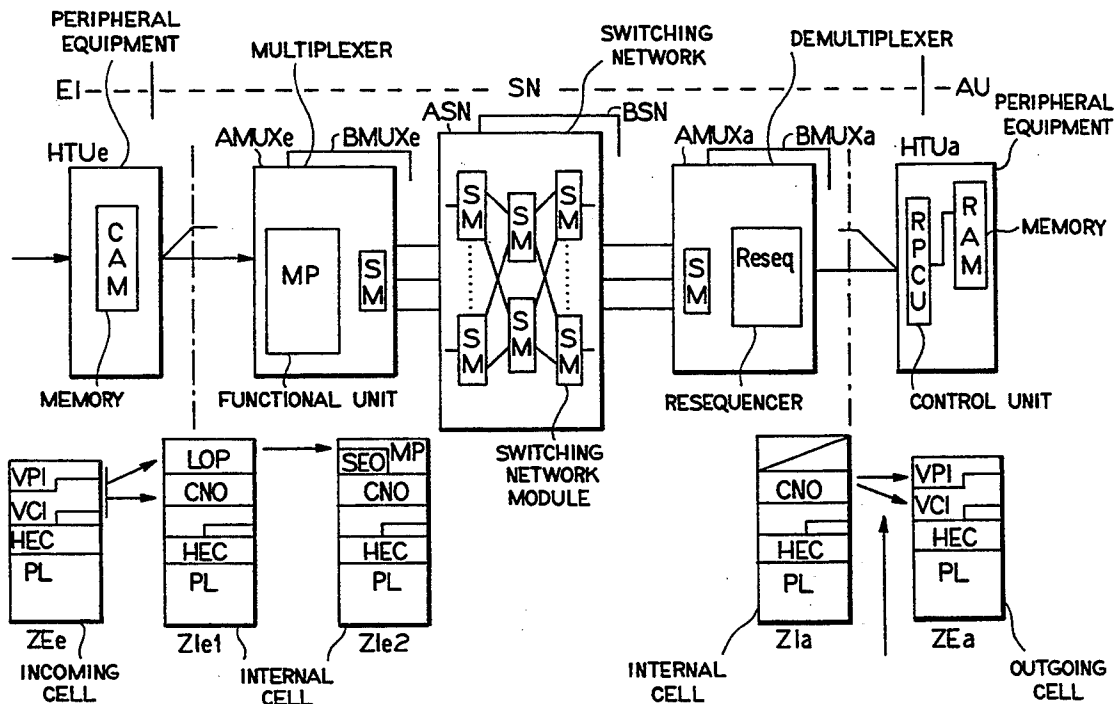 PERIPHERAL
EQUIPMENT
MULTIPLEXER
SWITCHING
NETWORK
DEMULTIPLEXER
EI
SN
AU
PERIPHERAL
EQUIPMENT
HTUe
AMUXe
BMUXe
ASN
BSN
AMUXa
BMUXa
HTUa
CAM
MP
SM
SM
SM
SM
SM
SM
SM
SM
Reseq
RPCU
RAM
MEMORY
MEMORY
FUNCTIONAL UNIT
SWITCHING
NETWORK
MODULE
RESEQUENCER
CONTROL UNIT
VPI
VCI
HEC
PL
ZEe
INCOMING
CELL
LOP
CNO
HEC
PL
ZIe1
SEO MP
CNO
HEC
PL
ZIe2
INTERNAL
CELL
CNO
HEC
PL
ZIa
INTERNAL
CELL
VPI
VCI
HEC
PL
ZEa
OUTGOING
CELL